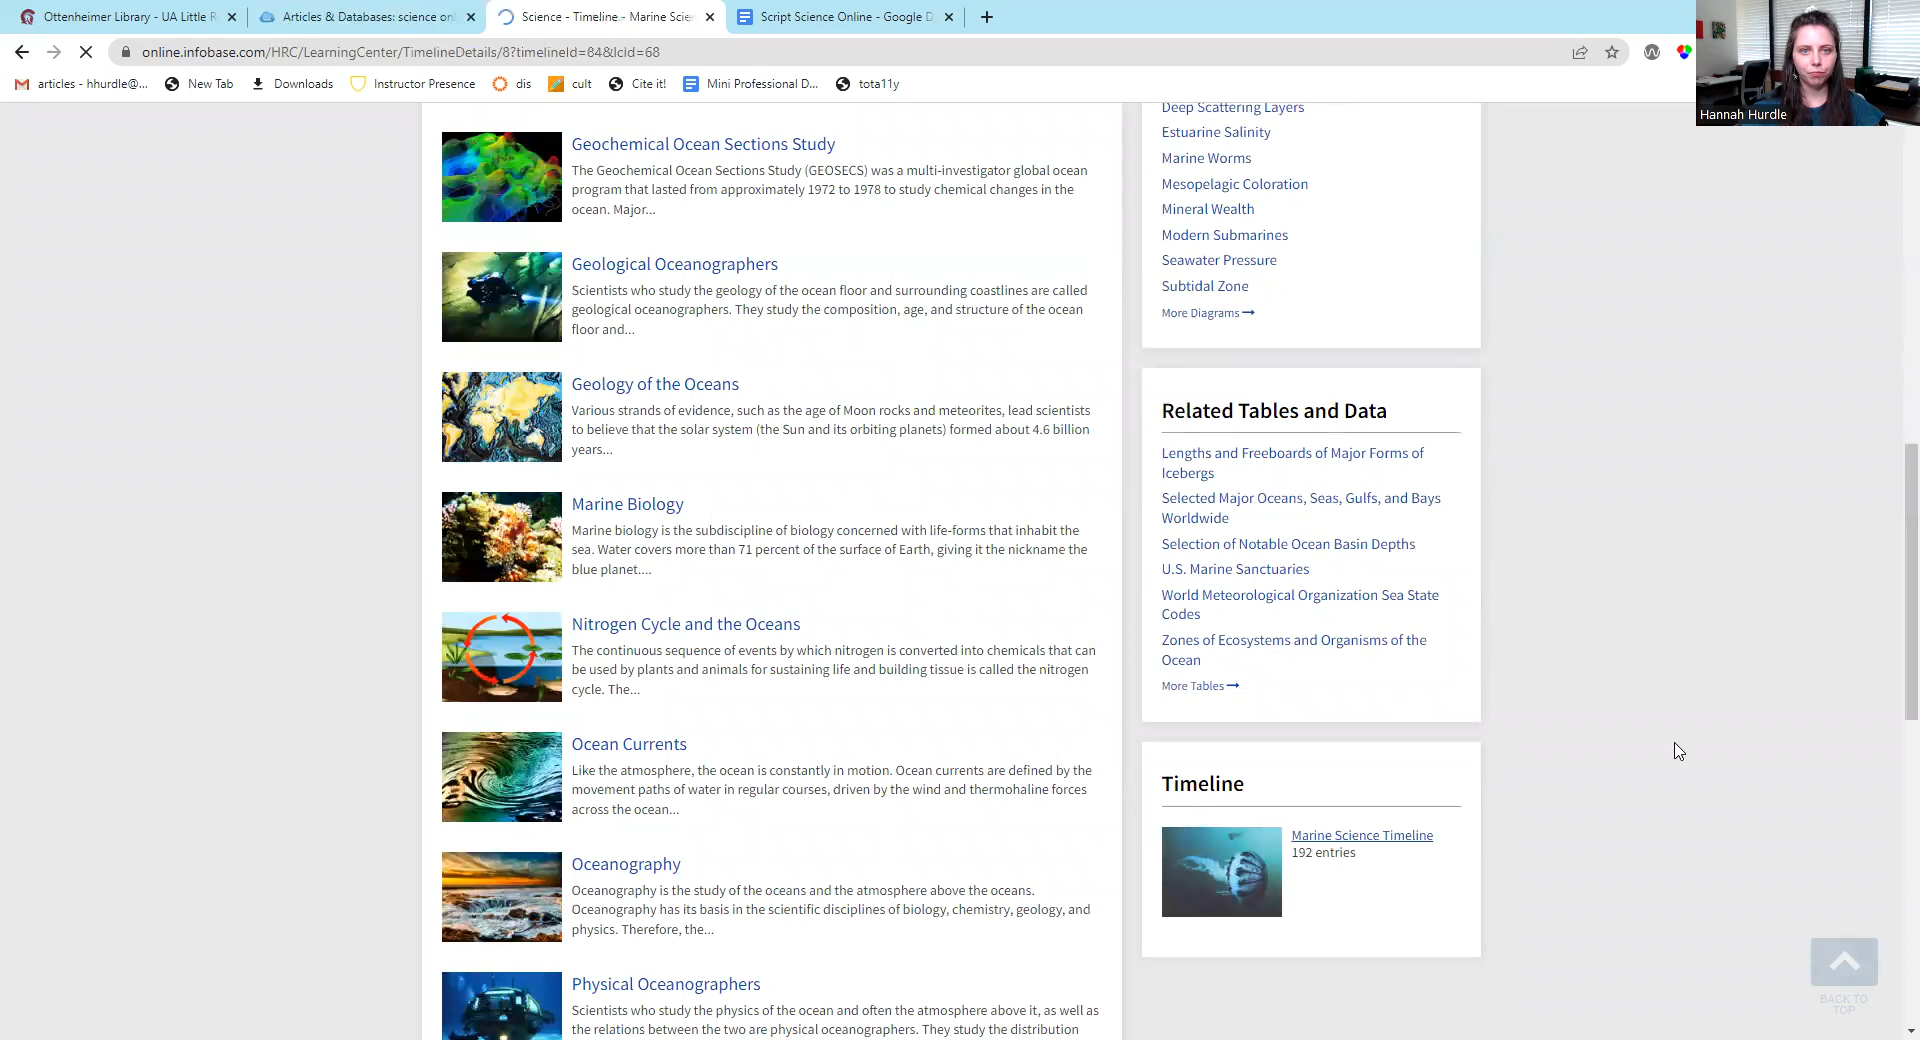 Ottenheimer Library - UA Little R
Articles & Databases: science onl
Science - Timeline - Marine Scien
Script Science Online - Google D
online.infobase.com/HRC/LearningCenter/TimelineDetails/8?timelineId=84&lcId=68
articles - hhurdle@...
New Tab
Downloads
Instructor Presence
dis
cult
Cite it!
Mini Professional D...
tota11y
Hannah Hurdle
Geochemical Ocean Sections Study
The Geochemical Ocean Sections Study (GEOSECS) was a multi-investigator global ocean
program that lasted from approximately 1972 to 1978 to study chemical changes in the
ocean. Major...
Geological Oceanographers
Scientists who study the geology of the ocean floor and surrounding coastlines are called
geological oceanographers. They study the composition, age, and structure of the ocean
floor and...
Geology of the Oceans
Various strands of evidence, such as the age of Moon rocks and meteorites, lead scientists
to believe that the solar system (the Sun and its orbiting planets) formed about 4.6 billion
years...
Marine Biology
Marine biology is the subdiscipline of biology concerned with life-forms that inhabit the
sea. Water covers more than 71 percent of the surface of Earth, giving it the nickname the
blue planet....
Nitrogen Cycle and the Oceans
The continuous sequence of events by which nitrogen is converted into chemicals that can
be used by plants and animals for sustaining life and building tissue is called the nitrogen
cycle. The...
Ocean Currents
Like the atmosphere, the ocean is constantly in motion. Ocean currents are defined by the
movement paths of water in regular courses, driven by the wind and thermohaline forces
across the ocean...
Oceanography
Oceanography is the study of the oceans and the atmosphere above the oceans.
Oceanography has its basis in the scientific disciplines of biology, chemistry, geology, and
physics. Therefore, the...
Physical Oceanographers
Scientists who study the physics of the ocean and often the atmosphere above it, as well as
the relations between the two are physical oceanographers. They study the distribution
Deep Scattering Layers
Estuarine Salinity
Marine Worms
Mesopelagic Coloration
Mineral Wealth
Modern Submarines
Seawater Pressure
Subtidal Zone
More Diagrams
Related Tables and Data
Lengths and Freeboards of Major Forms of
Icebergs
Selected Major Oceans, Seas, Gulfs, and Bays
Worldwide
Selection of Notable Ocean Basin Depths
U.S. Marine Sanctuaries
World Meteorological Organization Sea State
Codes
Zones of Ecosystems and Organisms of the
Ocean
More Tables
Timeline
Marine Science Timeline
192 entries
BACK TO
TOP